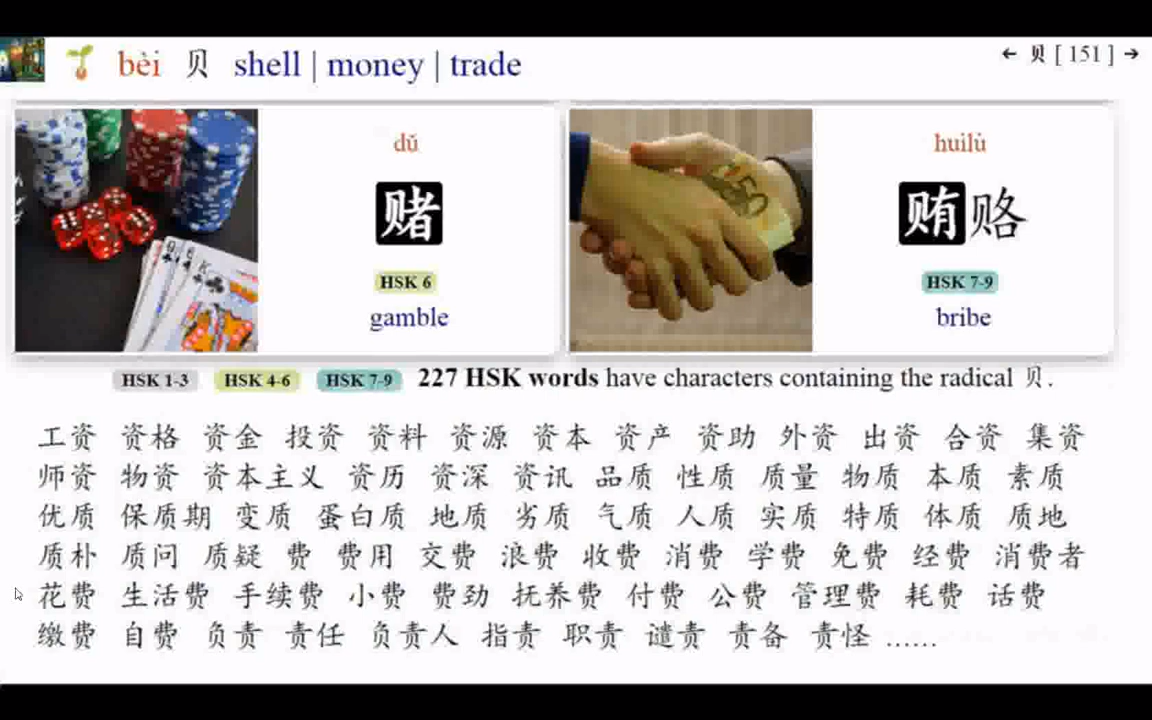 bèi 贝 shell | money | trade
← 贝 [ 151 ] →
dǔ
赌
HSK 6
gamble
huìlù
贿赂
HSK 7-9
bribe
HSK 1-3 HSK 4-6 HSK 7-9 227 HSK words have characters containing the radical 贝.
工资 资格 资金 投资 资料 资源 资本 资产 资助 外资 出资 合资 集资
师资 物资 资本主义 资历 资深 资讯 品质 性质 质量 物质 本质 素质
优质 保质期 变质 蛋白质 地质 劣质 气质 人质 实质 特质 体质 质地
质朴 质问 质疑 费 费用 交费 浪费 收费 消费 学费 免费 经费 消费者
花费 生活费 手续费 小费 费劲 抚养费 付费 公费 管理费 耗费 话费
缴费 自费 负责 责任 负责人 指责 职责 谴责 责备 责怪 ……